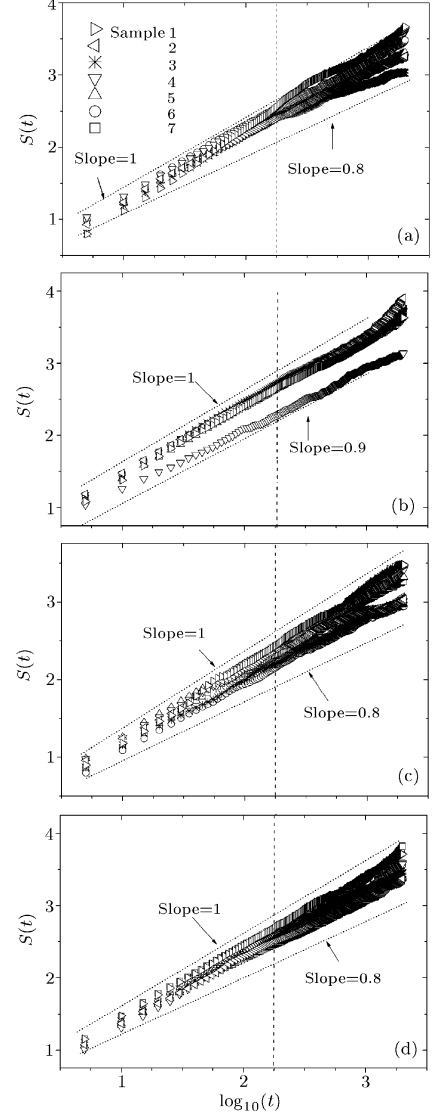 4
Sample 1
2
3
4
5
6
7
3
S(t)
2
Slope=1
Slope=0.8
1
(a)
4
3
S(t)
Slope=1
2
Slope=0.9
1
(b)
3
S(t)
Slope=1
2
Slope=0.8
1
(c)
4
3
S(t)
Slope=1
2
Slope=0.8
1
(d)
1 2 3
log10(t)